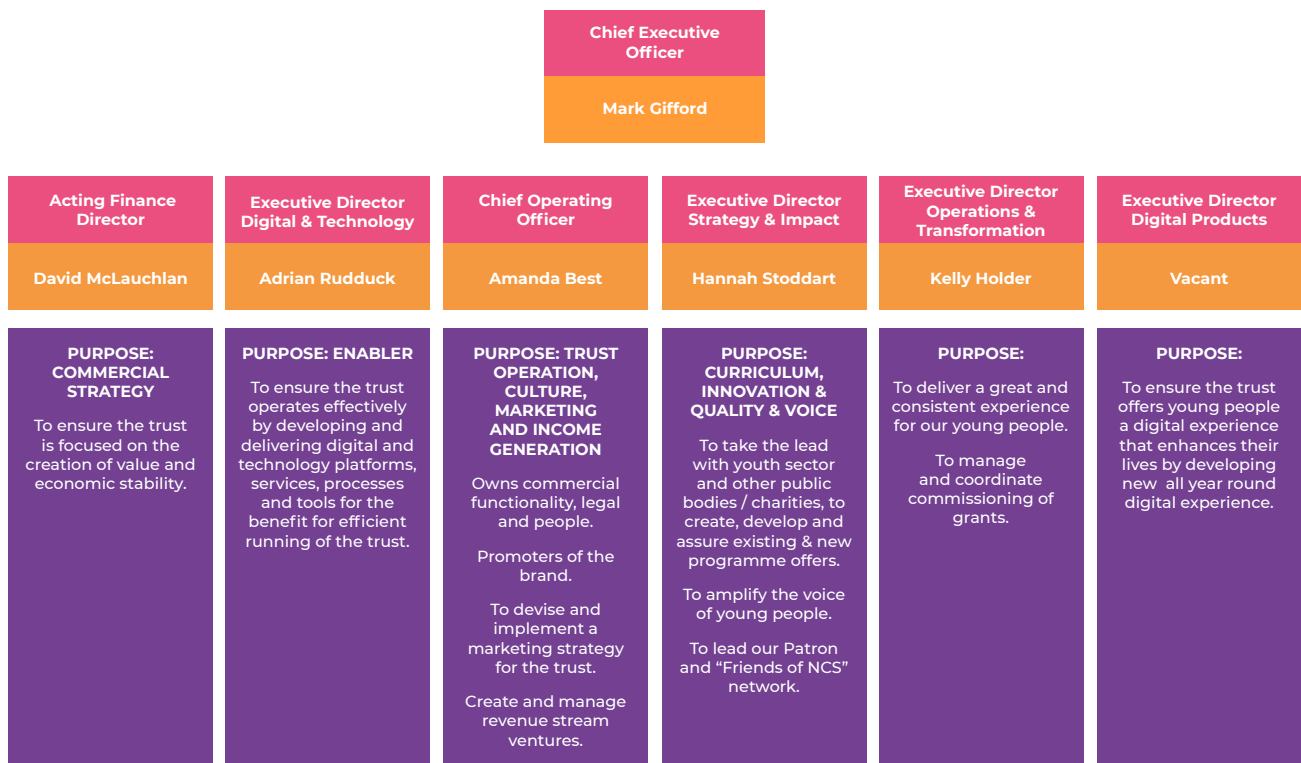 Chief Executive
Officer
Mark Gifford
Acting Finance
Director
David McLauchlan
PURPOSE:
COMMERCIAL
STRATEGY
To ensure the trust
is focused on the
creation of value and
economic stability.
Executive Director
Digital & Technology
Adrian Rudduck
PURPOSE: ENABLER
To ensure the trust
operates effectively
by developing and
delivering digital and
technology platforms,
services, processes
and tools for the
benefit for efficient
running of the trust.
Chief Operating
Officer
Amanda Best
PURPOSE: TRUST
OPERATION,
CULTURE,
MARKETING
AND INCOME
GENERATION
Owns commercial
functionality, legal
and people.
Promoters of the
brand.
To devise and
implement a
marketing strategy
for the trust.
Create and manage
revenue stream
ventures.
Executive Director
Strategy & Impact
Hannah Stoddart
PURPOSE:
CURRICULUM,
INNOVATION &
QUALITY & VOICE
To take the lead
with youth sector
and other public
bodies / charities, to
create, develop and
assure existing & new
programme offers.
To amplify the voice
of young people.
To lead our Patron
and “Friends of NCS”
network.
Executive Director
Operations &
Transformation
Kelly Holder
PURPOSE:
To deliver a great and
consistent experience
for our young people.
To manage
and coordinate
commissioning of
grants.
Executive Director
Digital Products
Vacant
PURPOSE:
To ensure the trust
offers young people
a digital experience
that enhances their
lives by developing
new  all year round
digital experience.